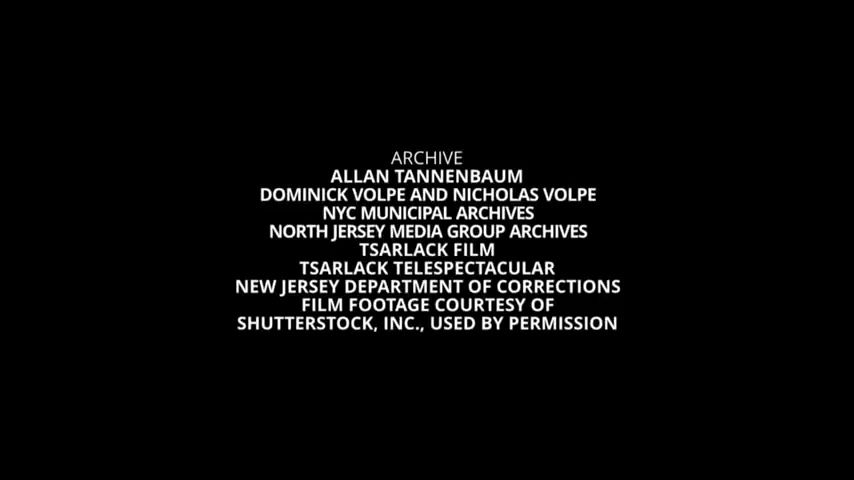 ARCHIVE
ALLAN TANNENBAUM
DOMINICK VOLPE AND NICHOLAS VOLPE
NYC MUNICIPAL ARCHIVES
NORTH JERSEY MEDIA GROUP ARCHIVES
TSARLACK FILM
TSARLACK TELESPECTACULAR
NEW JERSEY DEPARTMENT OF CORRECTIONS
FILM FOOTAGE COURTESY OF
SHUTTERSTOCK, INC., USED BY PERMISSION